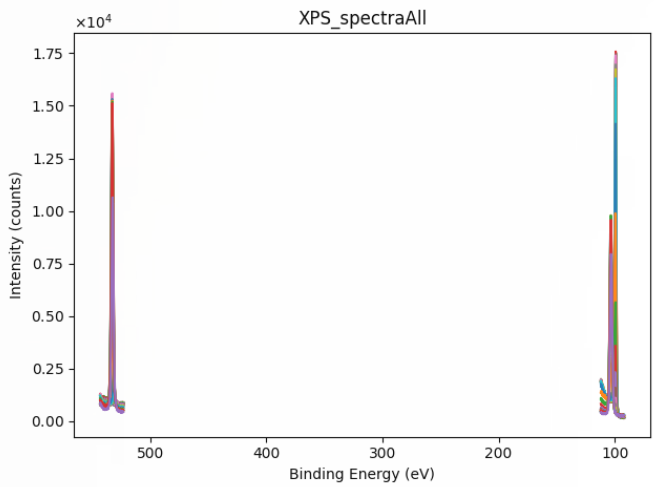 XPS_spectraAll
×10⁴
1.75
1.50
1.25
1.00
0.75
0.50
0.25
0.00
Intensity (counts)
500 400 300 200 100
Binding Energy (eV)